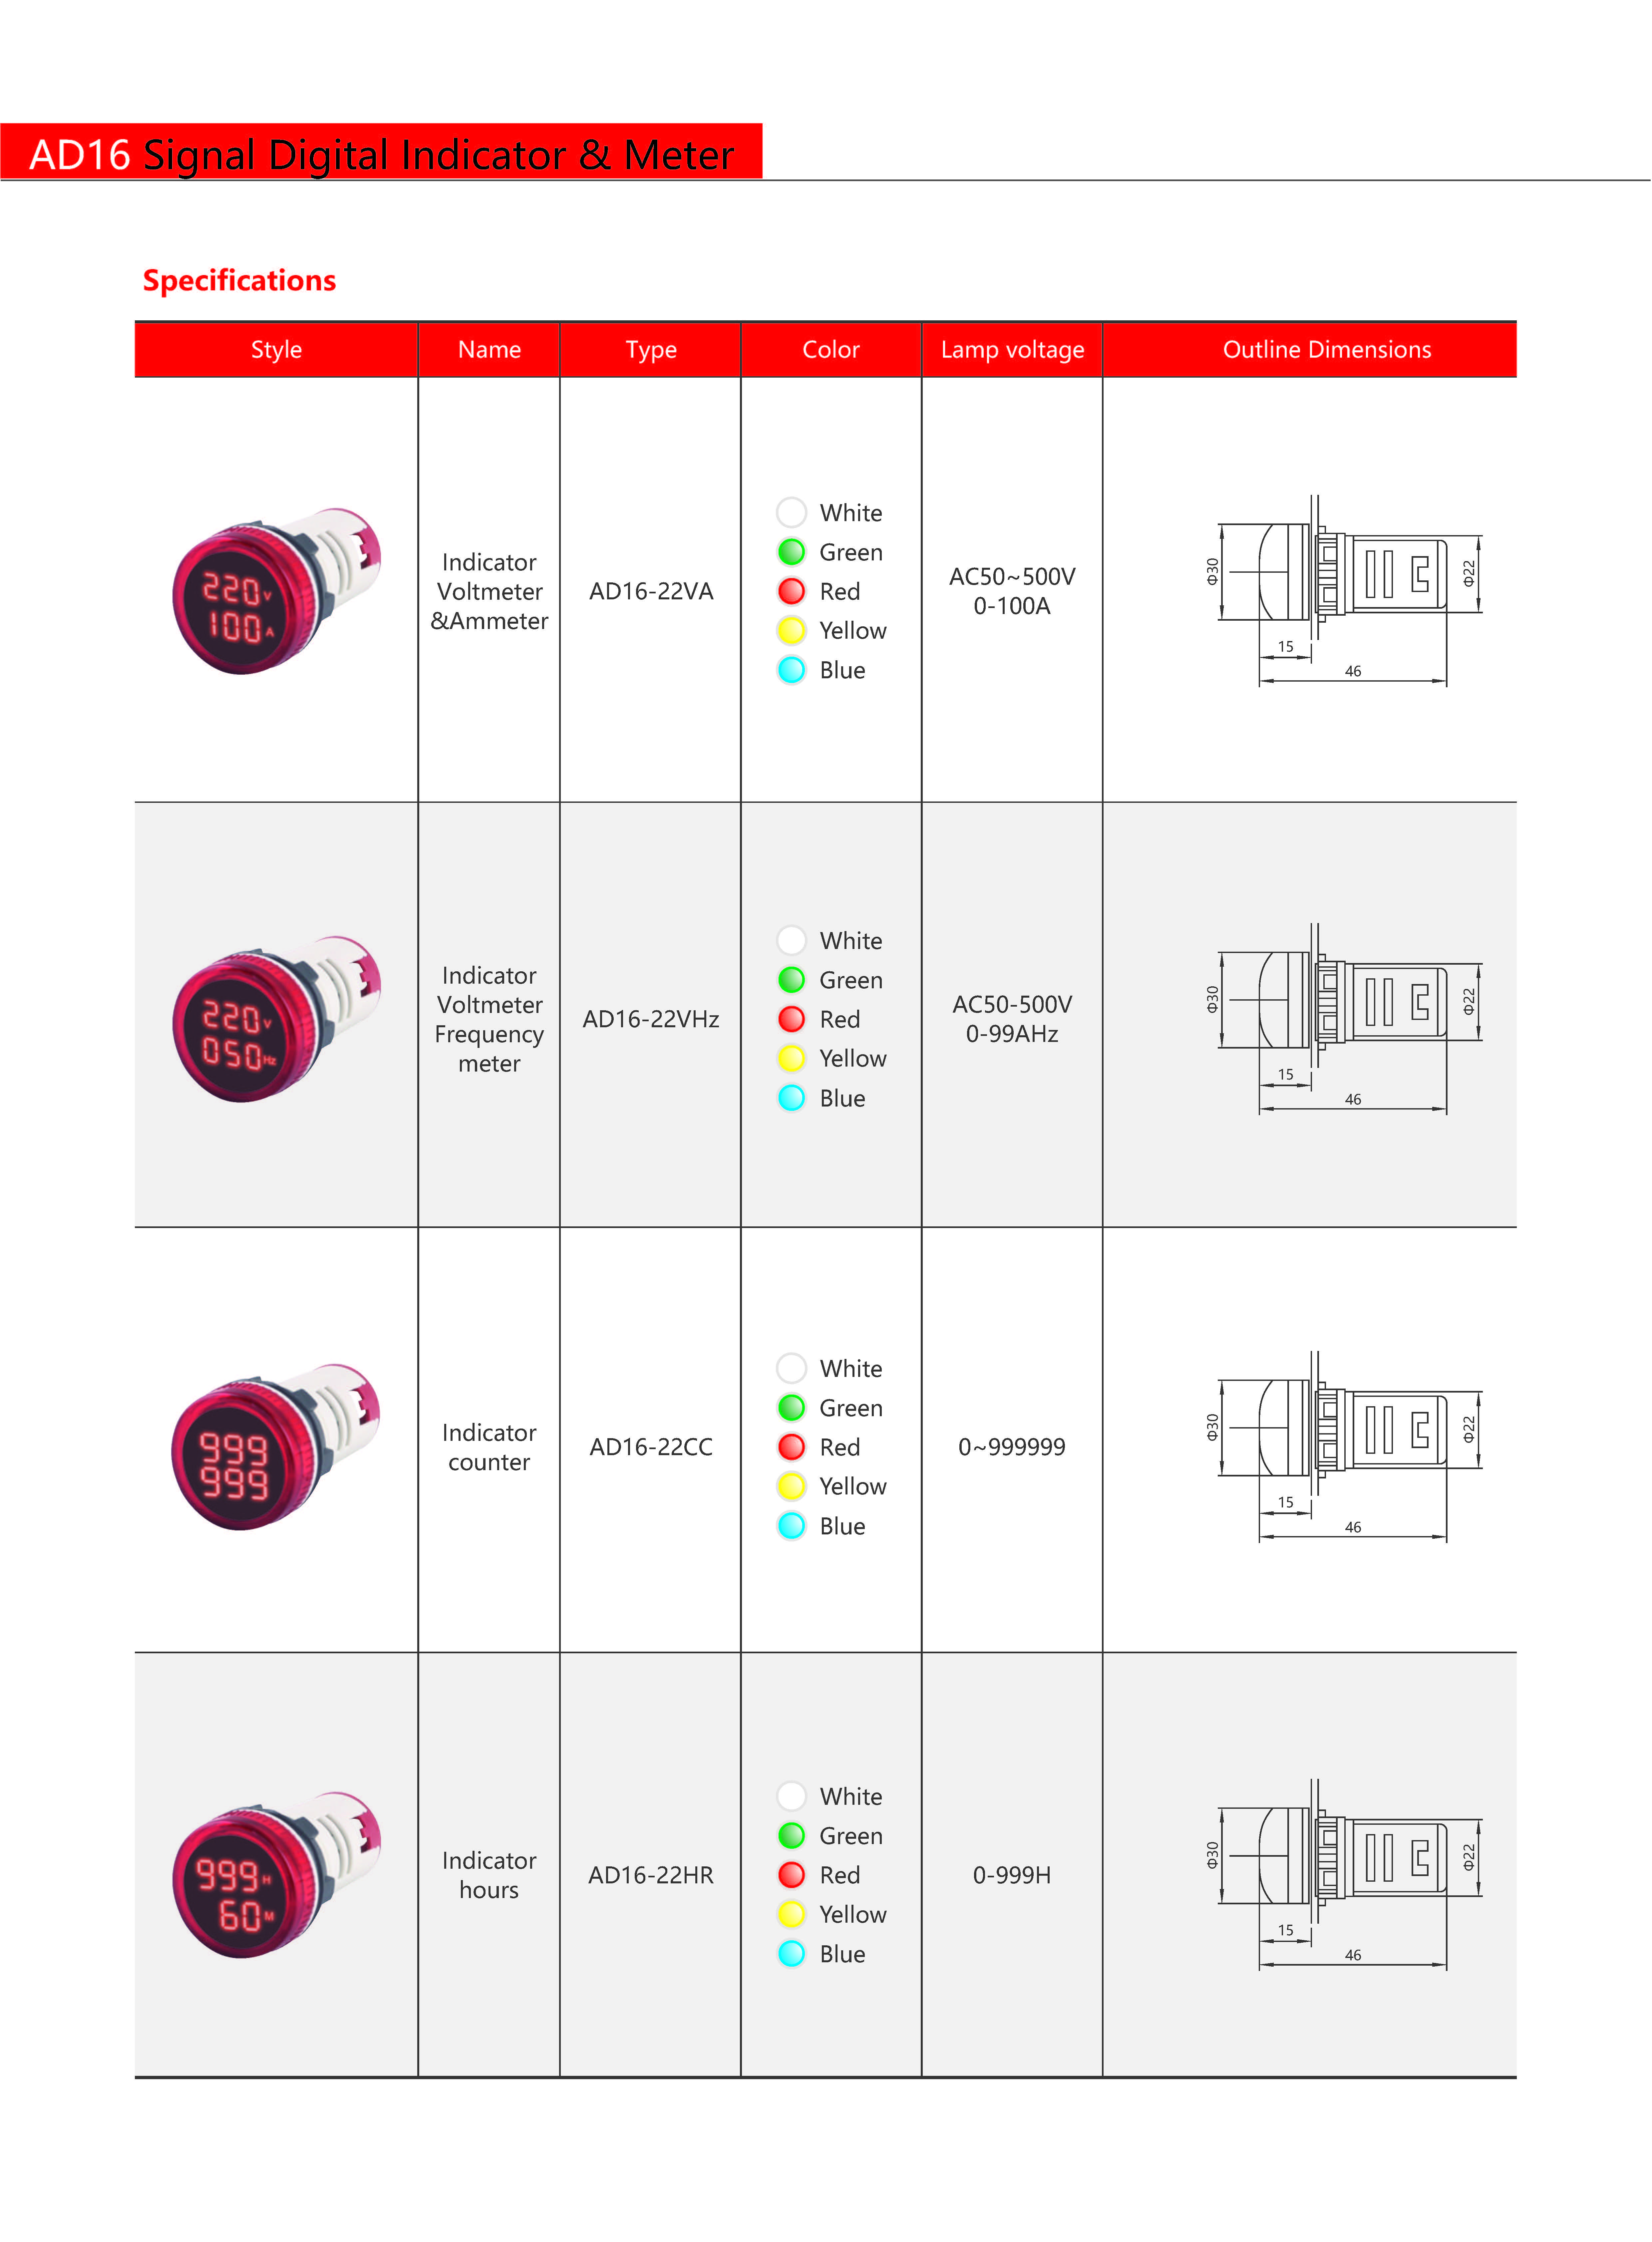 AD16 Signal Digital Indicator & Meter
Specifications
Style Name Type Color Lamp voltage Outline Dimensions
220V
100A
Indicator
Voltmeter
&Ammeter
AD16-22VA
White
Green
Red
Yellow
Blue
AC50~500V
0-100A
Φ30
Φ22
15
46
220V
050Hz
Indicator
Voltmeter
Frequency
meter
AD16-22VHz
White
Green
Red
Yellow
Blue
AC50-500V
0-99AHz
Φ30
Φ22
15
46
999
999
Indicator
counter
AD16-22CC
White
Green
Red
Yellow
Blue
0~999999
Φ30
Φ22
15
46
999H
60M
Indicator
hours
AD16-22HR
White
Green
Red
Yellow
Blue
0-999H
Φ30
Φ22
15
46